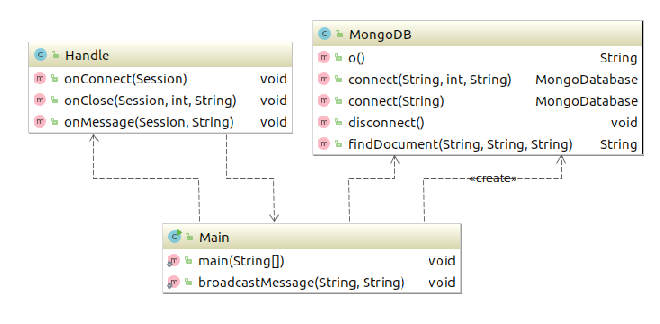 Handle
onConnect(Session) void
onClose(Session, int, String) void
onMessage(Session, String) void
MongoDB
o() String
connect(String, int, String) MongoDatabase
connect(String) MongoDatabase
disconnect() void
findDocument(String, String, String) String
«create»
Main
main(String[]) void
broadcastMessage(String, String) void